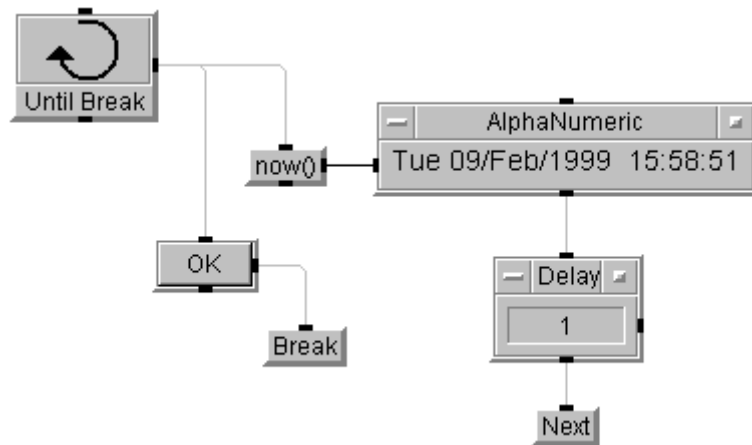 Until Break
AlphaNumeric
now()
Tue 09/Feb/1999 15:58:51
OK
Delay
1
Break
Next